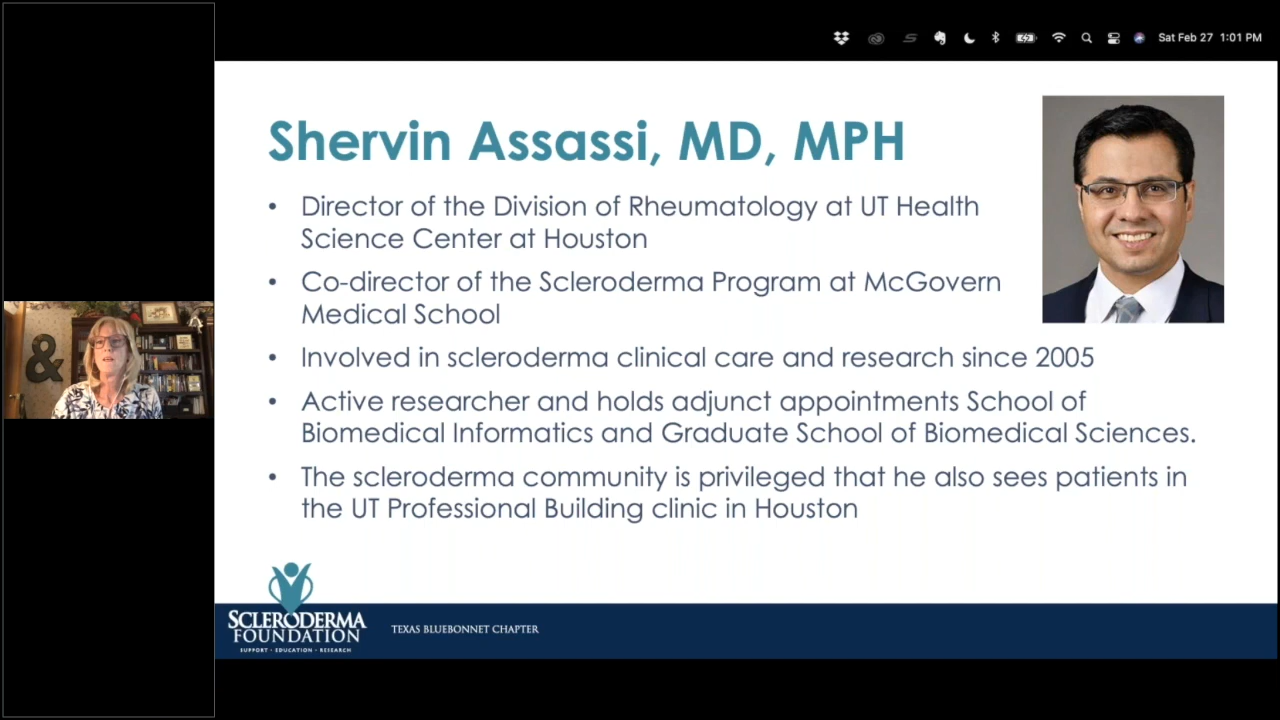 Sat Feb 27 1:01 PM
Shervin Assassi, MD, MPH
• Director of the Division of Rheumatology at UT Health
Science Center at Houston
• Co-director of the Scleroderma Program at McGovern
Medical School
• Involved in scleroderma clinical care and research since 2005
• Active researcher and holds adjunct appointments School of
Biomedical Informatics and Graduate School of Biomedical Sciences.
• The scleroderma community is privileged that he also sees patients in
the UT Professional Building clinic in Houston
&
SCLERODERMA
FOUNDATION
SUPPORT · EDUCATION · RESEARCH
TEXAS BLUEBONNET CHAPTER